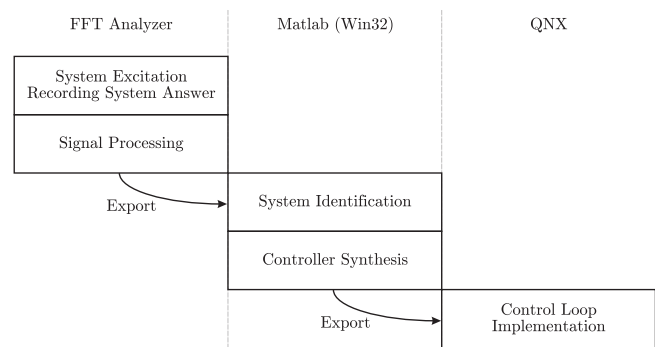 FFT Analyzer
Matlab (Win32)
QNX
System Excitation
Recording System Answer
Signal Processing
Export
System Identification
Controller Synthesis
Export
Control Loop
Implementation